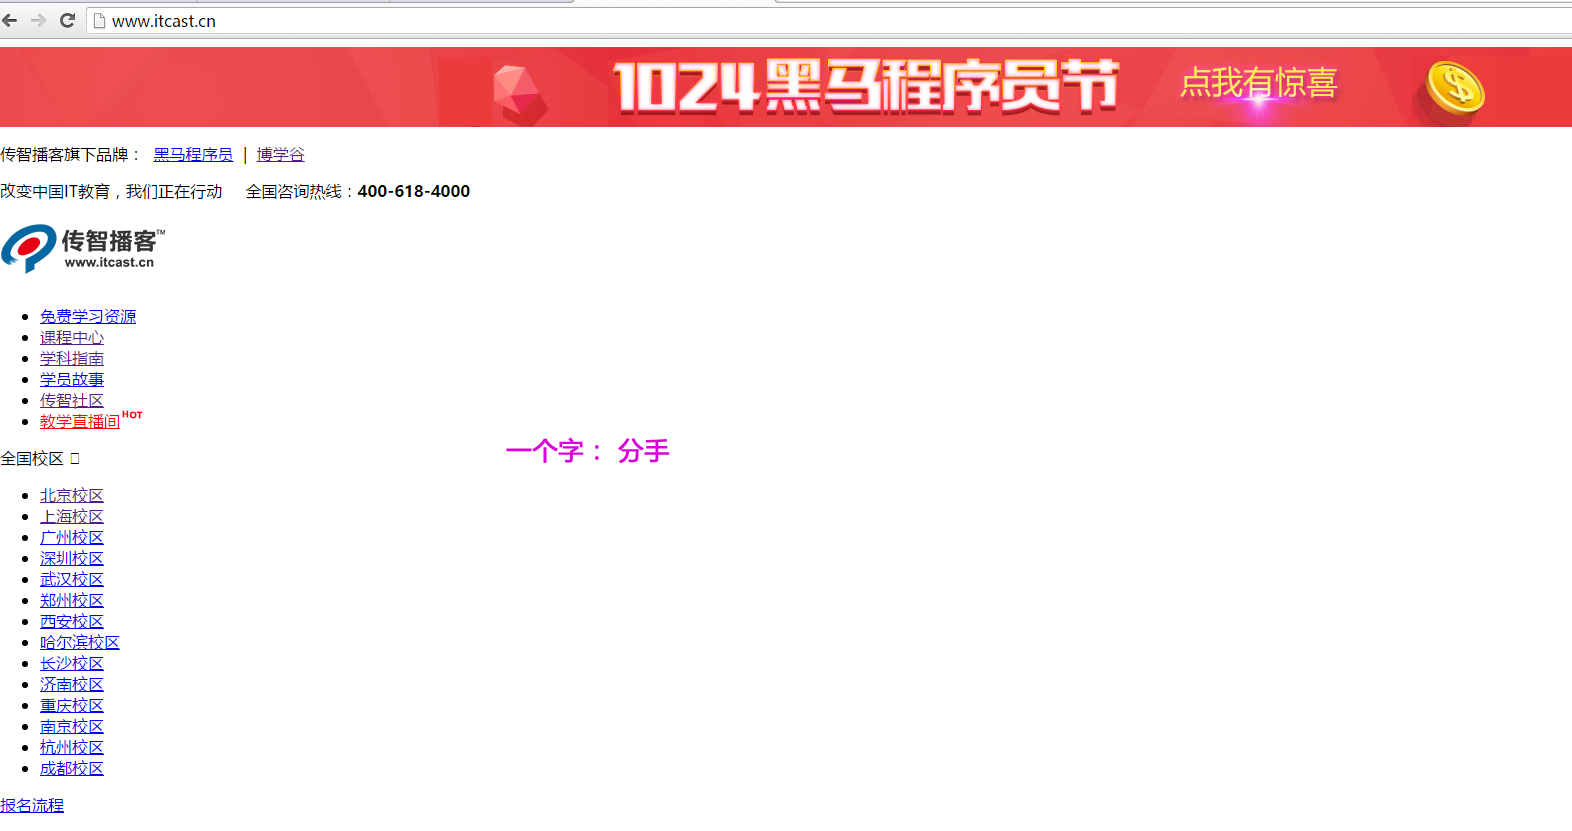 www.itcast.cn
1024黑马程序员节 点我有惊喜
传智播客旗下品牌： 黑马程序员 | 博学谷
改变中国IT教育，我们正在行动 全国咨询热线：400-618-4000
传智播客™
www.itcast.cn
免费学习资源
课程中心
学科指南
学员故事
传智社区
教学直播间HOT
一个字： 分手
全国校区
北京校区
上海校区
广州校区
深圳校区
武汉校区
郑州校区
西安校区
哈尔滨校区
长沙校区
济南校区
重庆校区
南京校区
杭州校区
成都校区
报名流程